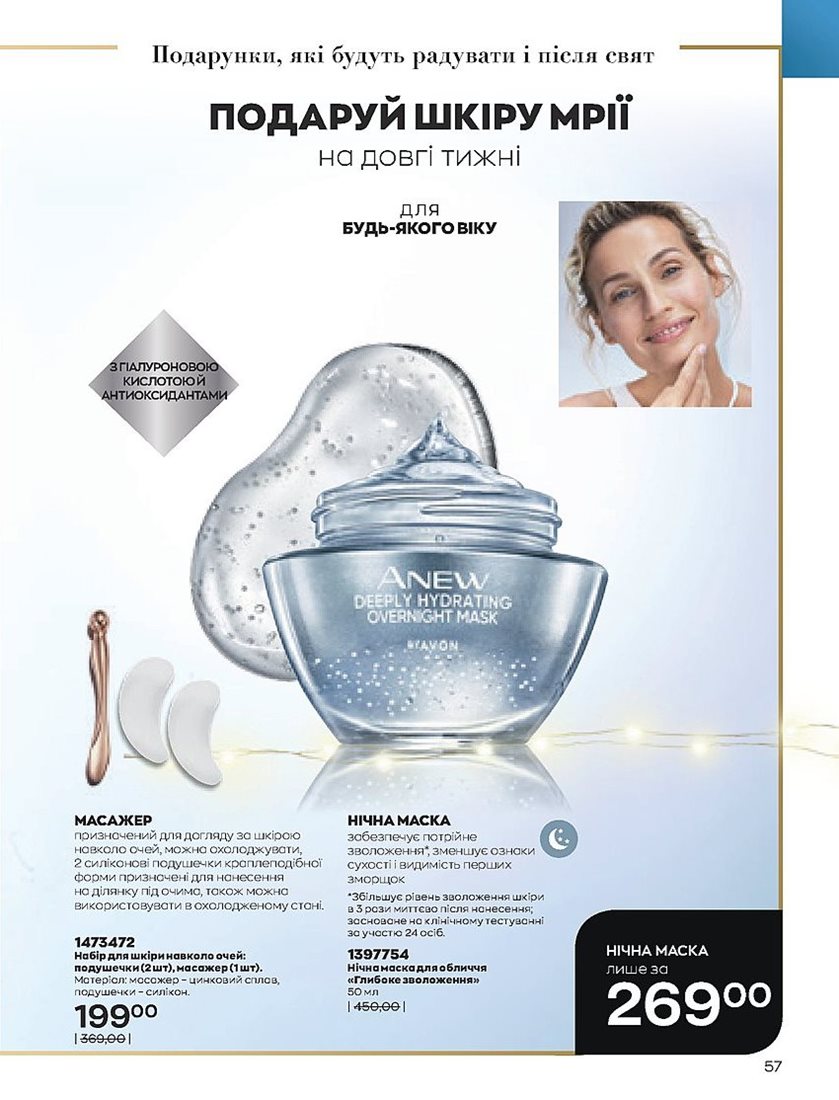 Подарунки, які будуть радувати і після свят
ПОДАРУЙ ШКІРУ МРІЇ
на довгі тижні
для
БУДЬ-ЯКОГО ВІКУ
З ГІАЛУРОНОВОЮ
КИСЛОТОЮ Й
АНТИОКСИДАНТАМИ
ANEW
DEEPLY HYDRATING
OVERNIGHT MASK
BY AVON
МАСАЖЕР
призначений для догляду за шкірою
навколо очей, можна охолоджувати,
2 силіконові подушечки краплеподібної
форми призначені для нанесення
на ділянку під очима, також можна
використовувати в охолодженому стані.
1473472
Набір для шкіри навколо очей:
подушечки (2 шт), масажер (1 шт).
Матеріал: масажер – цинковий сплав,
подушечки – силікон.
199⁰⁰
| 369,00 |
НІЧНА МАСКА
забезпечує потрійне
зволоження*, зменшує ознаки
сухості і видимість перших
зморщок
*Збільшує рівень зволоження шкіри
в 3 рази миттєво після нанесення;
засноване на клінічному тестуванні
за участю 24 осіб.
1397754
Нічна маска для обличчя
«Глибоке зволоження»
50 мл
| 450,00 |
НІЧНА МАСКА
лише за
269⁰⁰
57